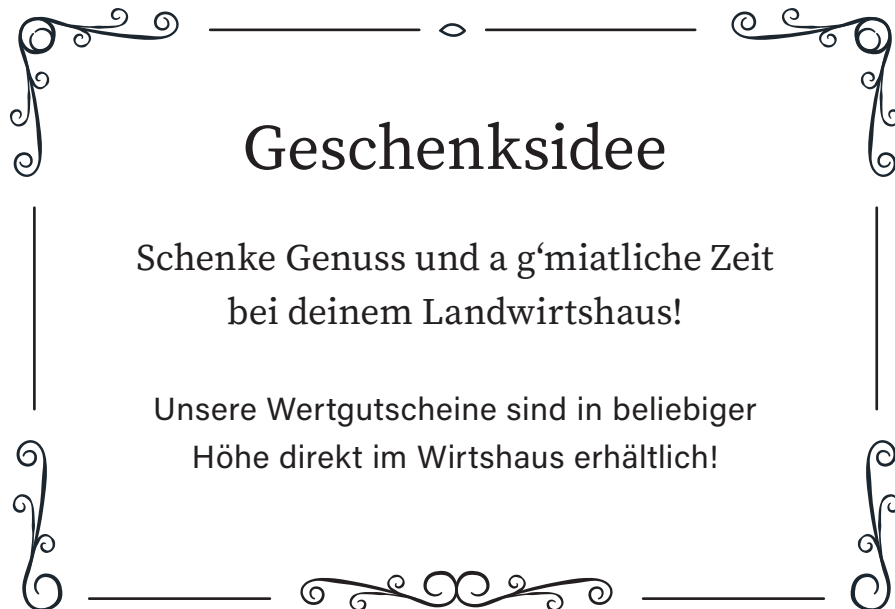 Geschenksidee
Schenke Genuss und a g‘miatliche Zeit
bei deinem Landwirtshaus!
Unsere Wertgutscheine sind in beliebiger
Höhe direkt im Wirtshaus erhältlich!